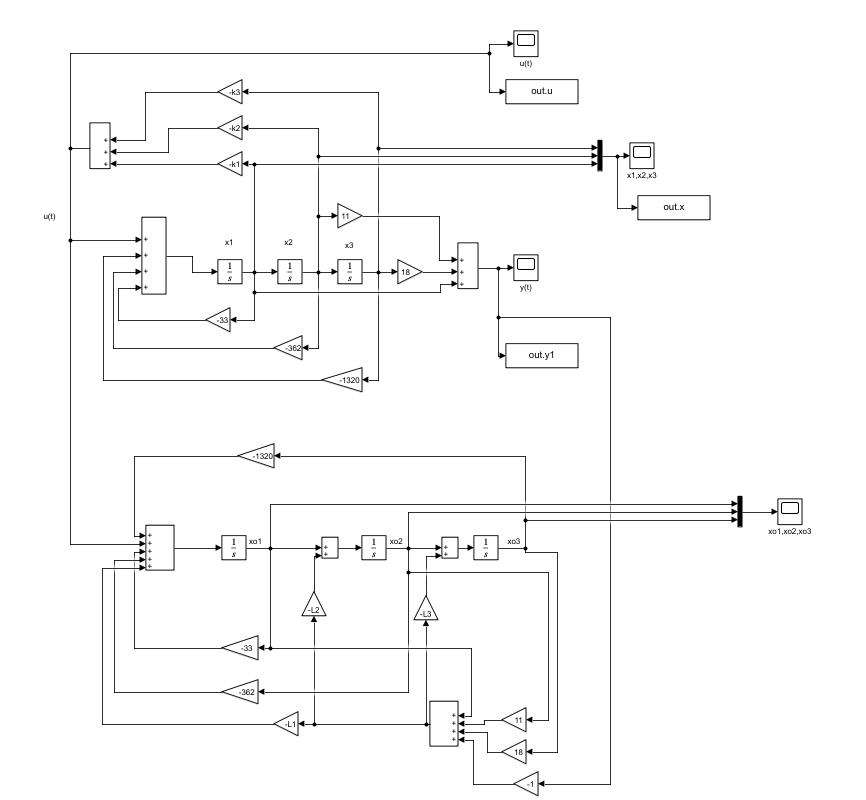 u(t)
out.u
-k3
-k2
-k1
x1,x2,x3
out.x
u(t)
11
x1
x2
x3
1
s
1
s
1
s
18
y(t)
-33
-362
out.y1
-1320
-1320
1
s
xo1
1
s
xo2
1
s
xo3
xo1,xo2,xo3
-L2
-L3
-33
-362
11
-L1
18
-1